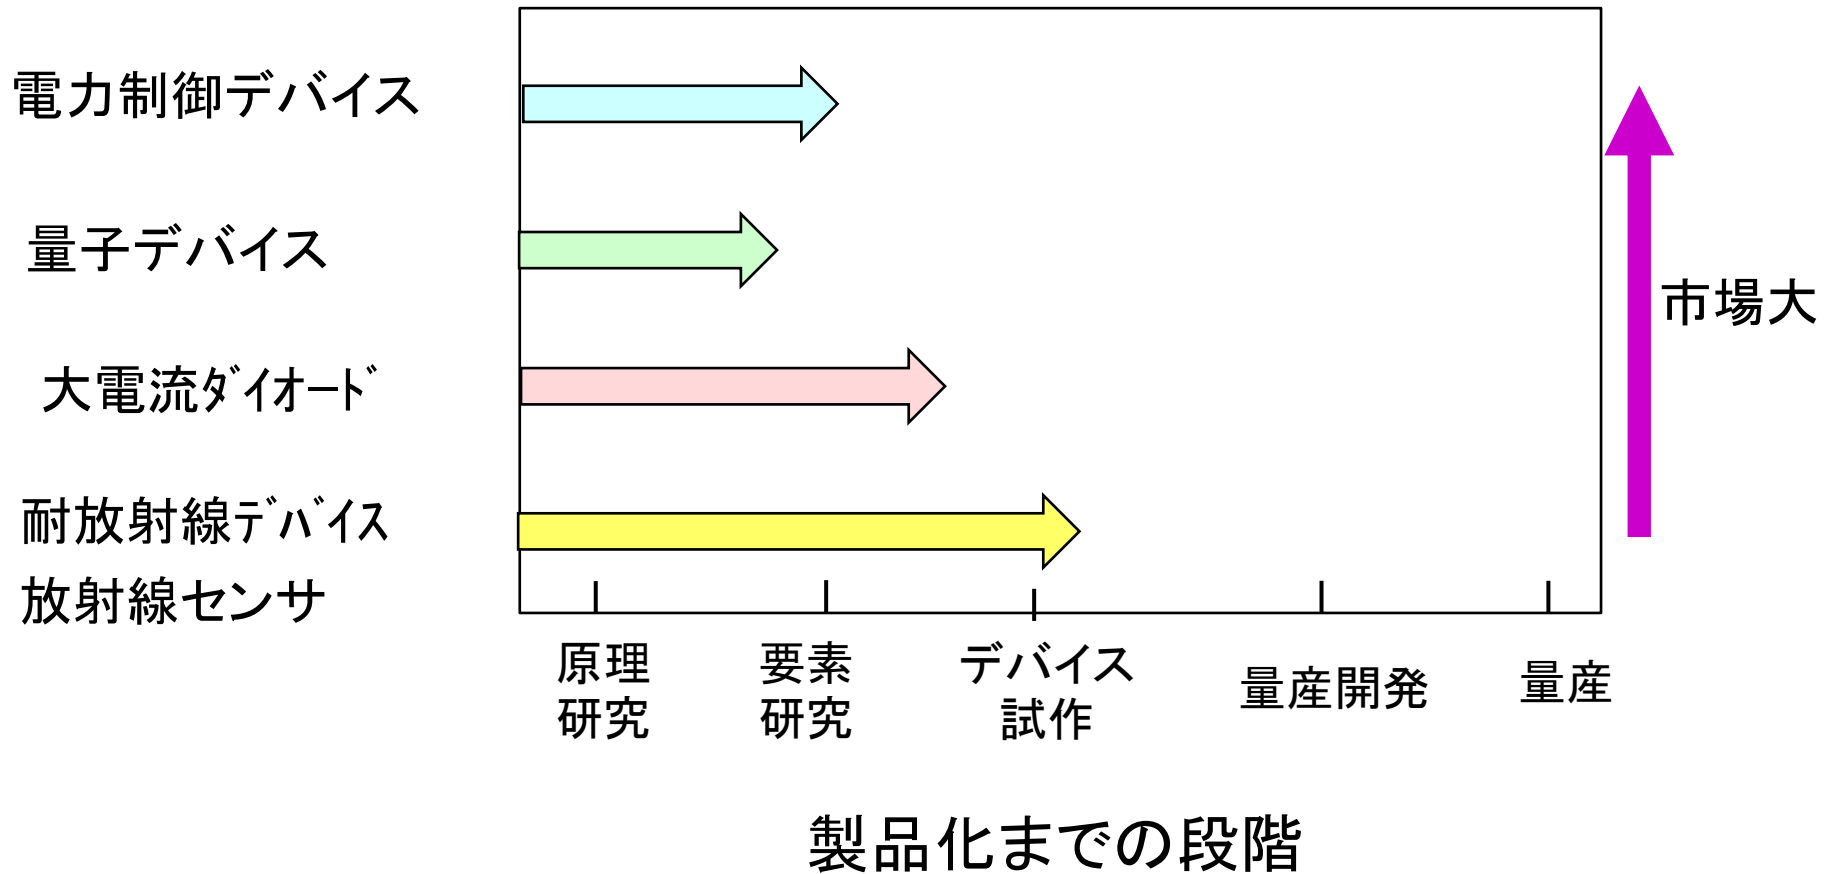 電力制御デバイス
量子デバイス
市場大
大電流ﾀﾞｲｵｰﾄﾞ
耐放射線ﾃﾞﾊﾞｲｽ
放射線センサ
原理
研究
要素
研究
デバイス
試作
量産開発
量産
製品化までの段階